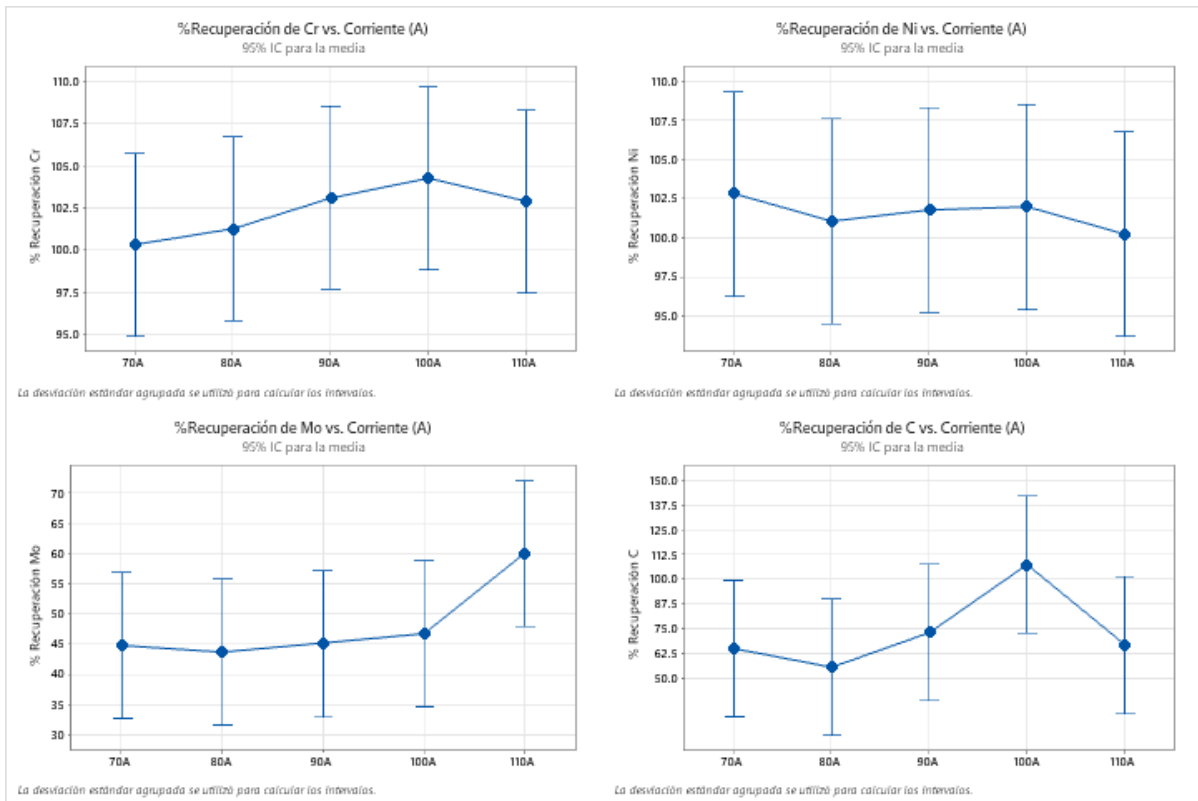 %Recuperación de Cr vs. Corriente (A)
95% IC para la media
% Recuperación Cr
110.0
107.5
105.0
102.5
100.0
97.5
95.0
70A 80A 90A 100A 110A
La desviación estándar agrupada se utilizó para calcular los intervalos.
%Recuperación de Ni vs. Corriente (A)
95% IC para la media
% Recuperación Ni
110.0
107.5
105.0
102.5
100.0
97.5
95.0
70A 80A 90A 100A 110A
La desviación estándar agrupada se utilizó para calcular los intervalos.
%Recuperación de Mo vs. Corriente (A)
95% IC para la media
% Recuperación Mo
70
65
60
55
50
45
40
35
30
70A 80A 90A 100A 110A
La desviación estándar agrupada se utilizó para calcular los intervalos.
%Recuperación de C vs. Corriente (A)
95% IC para la media
% Recuperación C
150.0
137.5
125.0
112.5
100.0
87.5
75.0
62.5
50.0
70A 80A 90A 100A 110A
La desviación estándar agrupada se utilizó para calcular los intervalos.